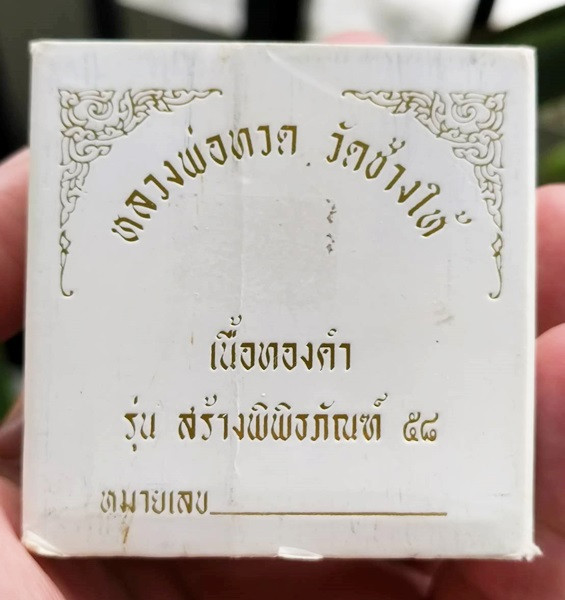 หลวงพ่อทวด วัดช้างให้
เนื้อทองคำ
รุ่น สร้างพิพิธภัณฑ์ ๕๘
หมายเลข